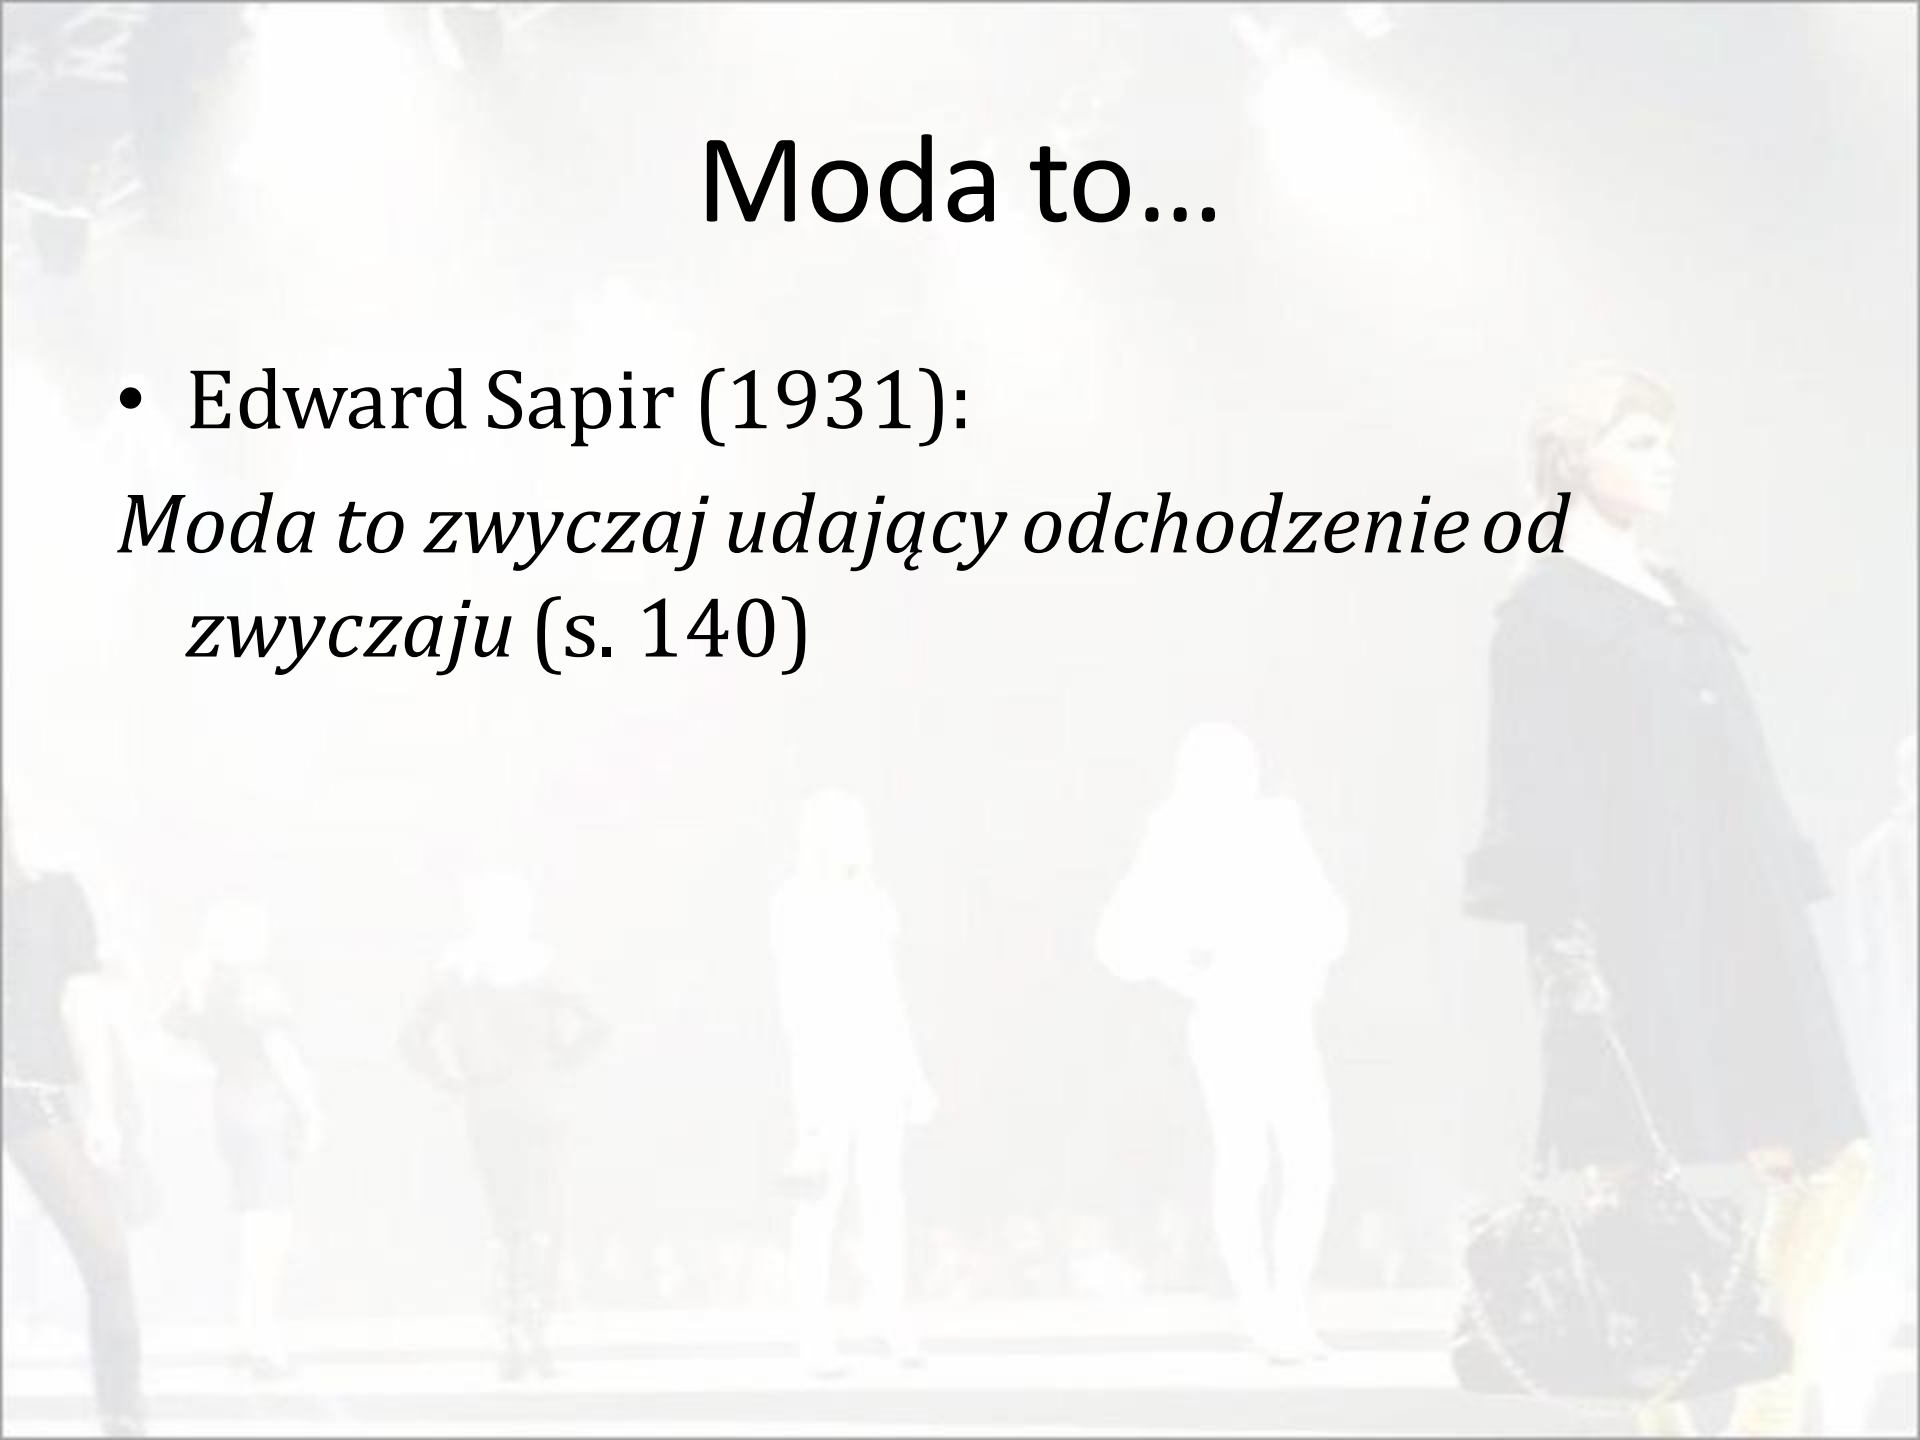 Moda to…
• Edward Sapir (1931):
Moda to zwyczaj udający odchodzenie od
zwyczaju (s. 140)